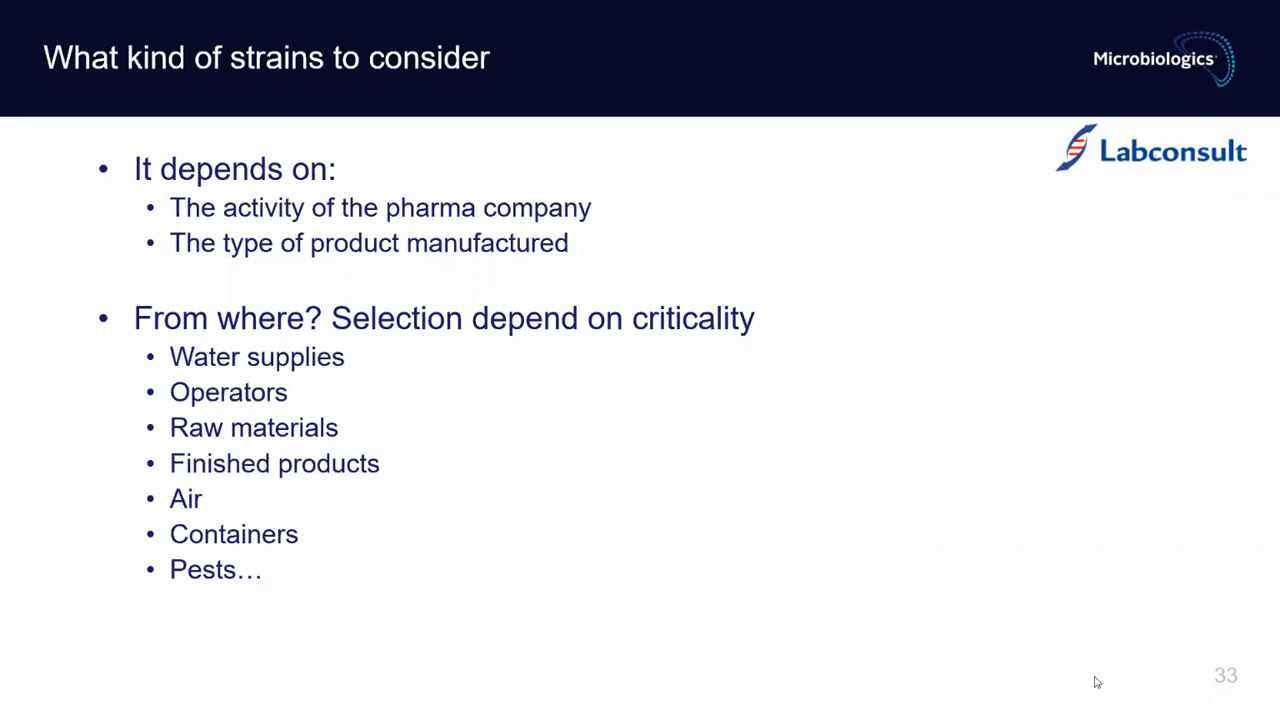 What kind of strains to consider
Microbiologics
Labconsult
• It depends on:
• The activity of the pharma company
• The type of product manufactured
• From where? Selection depend on criticality
• Water supplies
• Operators
• Raw materials
• Finished products
• Air
• Containers
• Pests…
33